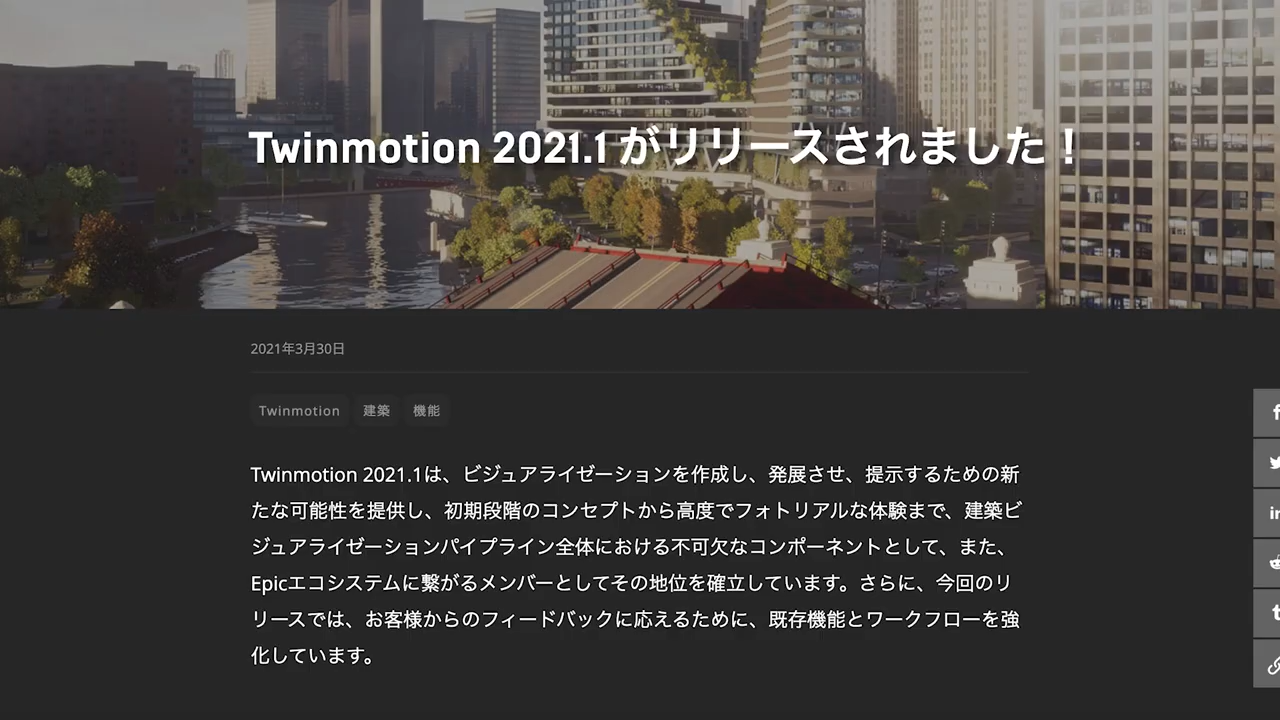 Twinmotion 2021.1 がリリースされました！
2021年3月30日
Twinmotion 建築 機能
Twinmotion 2021.1は、ビジュアライゼーションを作成し、発展させ、提示するための新
たな可能性を提供し、初期段階のコンセプトから高度でフォトリアルな体験まで、建築ビ
ジュアライゼーションパイプライン全体における不可欠なコンポーネントとして、また、
Epicエコシステムに繋がるメンバーとしてその地位を確立しています。さらに、今回のリ
リースでは、お客様からのフィードバックに応えるために、既存機能とワークフローを強
化しています。